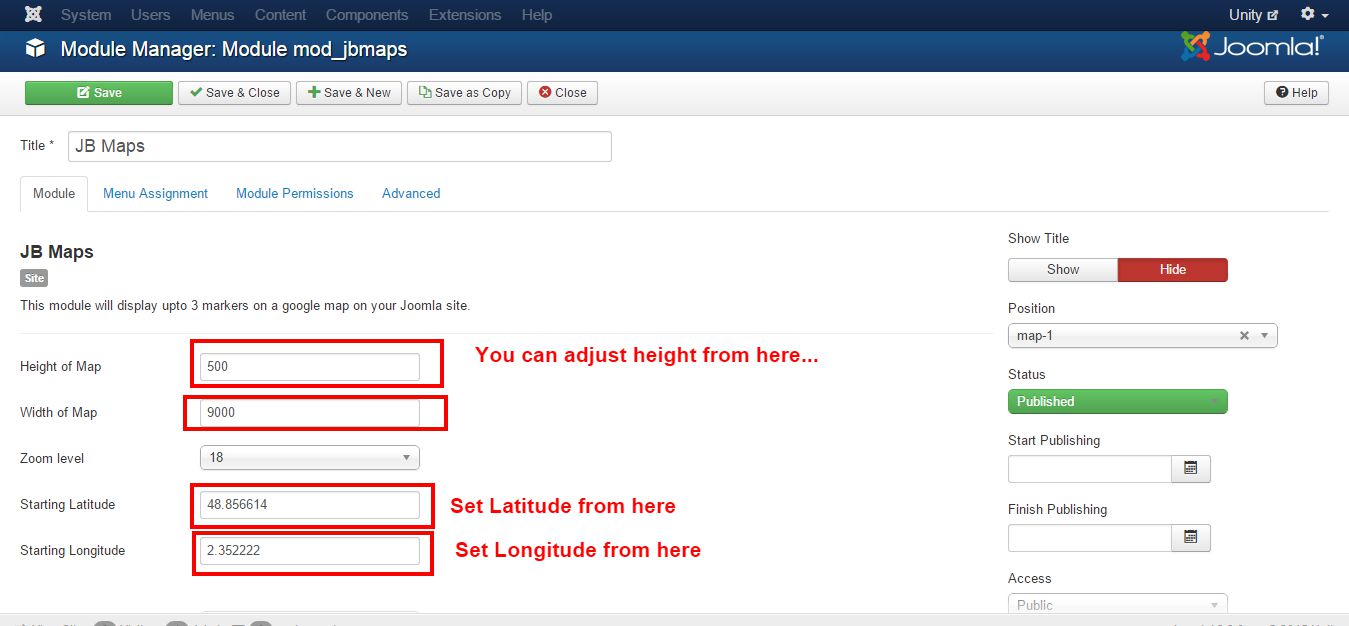 System Users Menus Content Components Extensions Help Unity
Module Manager: Module mod_jbmaps Joomla!®
Save Save & Close Save & New Save as Copy Close Help
Title * JB Maps
Module Menu Assignment Module Permissions Advanced
JB Maps
Site
This module will display upto 3 markers on a google map on your Joomla site.
Height of Map 500 You can adjust height from here...
Width of Map 9000
Zoom level 18
Starting Latitude 48.856614 Set Latitude from here
Starting Longitude 2.352222 Set Longitude from here
Show Title
Show Hide
Position
map-1
Status
Published
Start Publishing
Finish Publishing
Access
Public